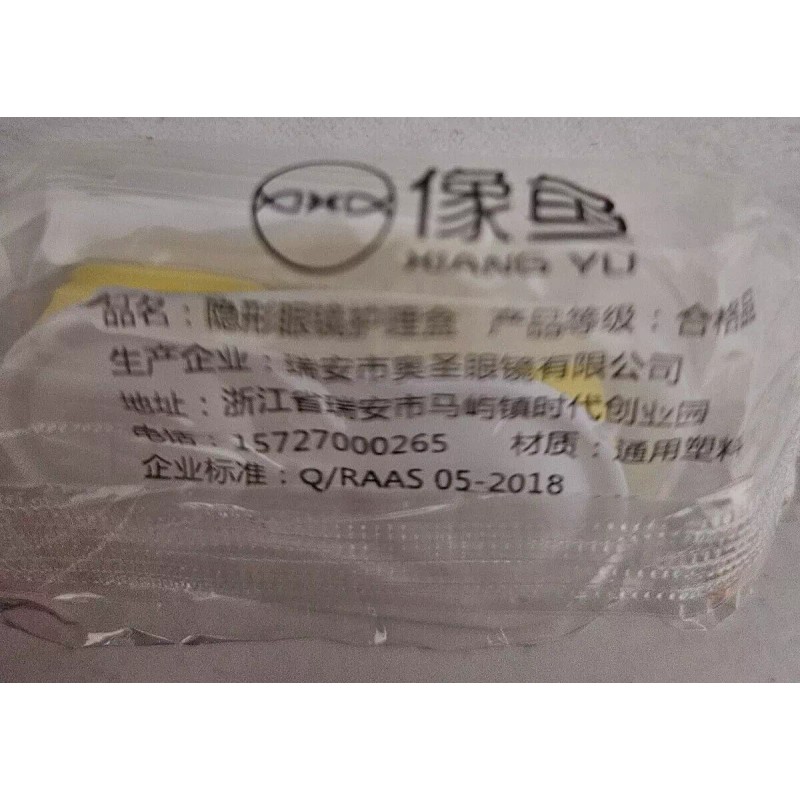 像鱼
XIANG YU
品名：隐形眼镜护理盒 产品等级：合格品
生产企业：瑞安市奥圣眼镜有限公司
地址：浙江省瑞安市马屿镇时代创业园
电话：15727000265 材质：通用塑料
企业标准：Q/RAAS 05-2018